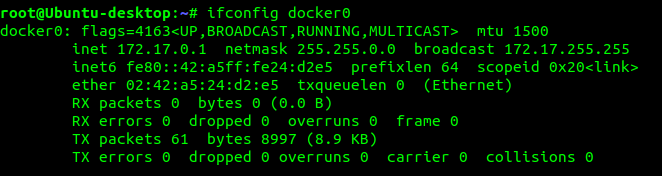 root@Ubuntu-desktop:~# ifconfig docker0
docker0: flags=4163<UP,BROADCAST,RUNNING,MULTICAST>  mtu 1500
        inet 172.17.0.1  netmask 255.255.0.0  broadcast 172.17.255.255
        inet6 fe80::42:a5ff:fe24:d2e5  prefixlen 64  scopeid 0x20<link>
        ether 02:42:a5:24:d2:e5  txqueuelen 0  (Ethernet)
        RX packets 0  bytes 0 (0.0 B)
        RX errors 0  dropped 0  overruns 0  frame 0
        TX packets 61  bytes 8997 (8.9 KB)
        TX errors 0  dropped 0 overruns 0  carrier 0  collisions 0